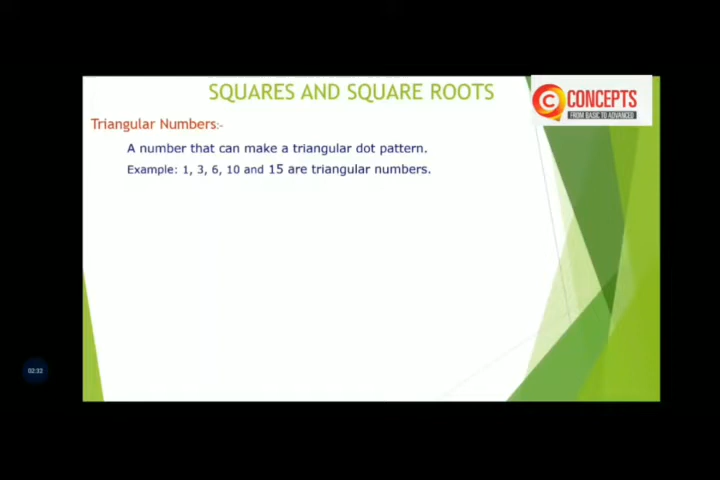 SQUARES AND SQUARE ROOTS
C CONCEPTS
FROM BASIC TO ADVANCED
Triangular Numbers:-
A number that can make a triangular dot pattern.
Example: 1, 3, 6, 10 and 15 are triangular numbers.
02:32